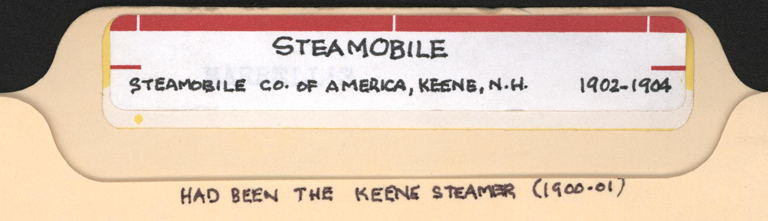 STEAMOBILE
STEAMOBILE CO. OF AMERICA, KEENE, N.H. 1902-1904
HAD BEEN THE KEENE STEAMER (1900-01)